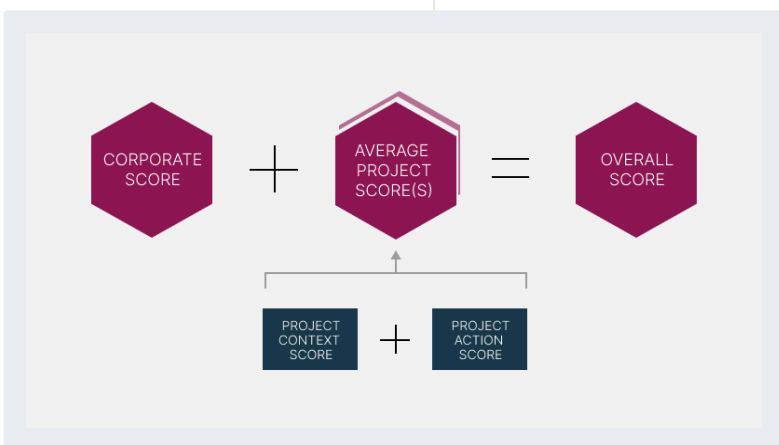 CORPORATE
SCORE
AVERAGE
PROJECT
SCORE(S)
OVERALL
SCORE
PROJECT
CONTEXT
SCORE
PROJECT
ACTION
SCORE